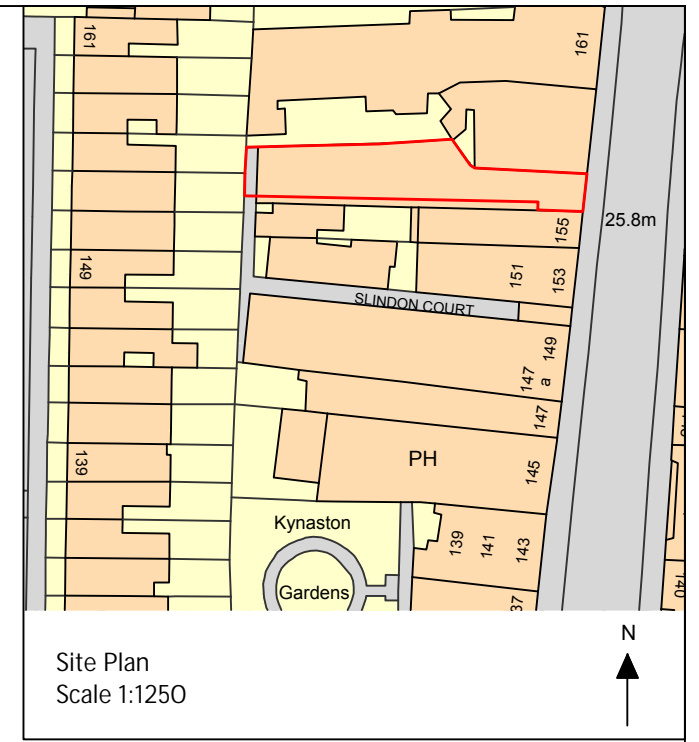 161
161
155
25.8m
151
153
149
SLINDON COURT
149
147
a
147
139
PH
145
Kynaston
Gardens
139
141
143
37
140
Site Plan
Scale 1:1250
N